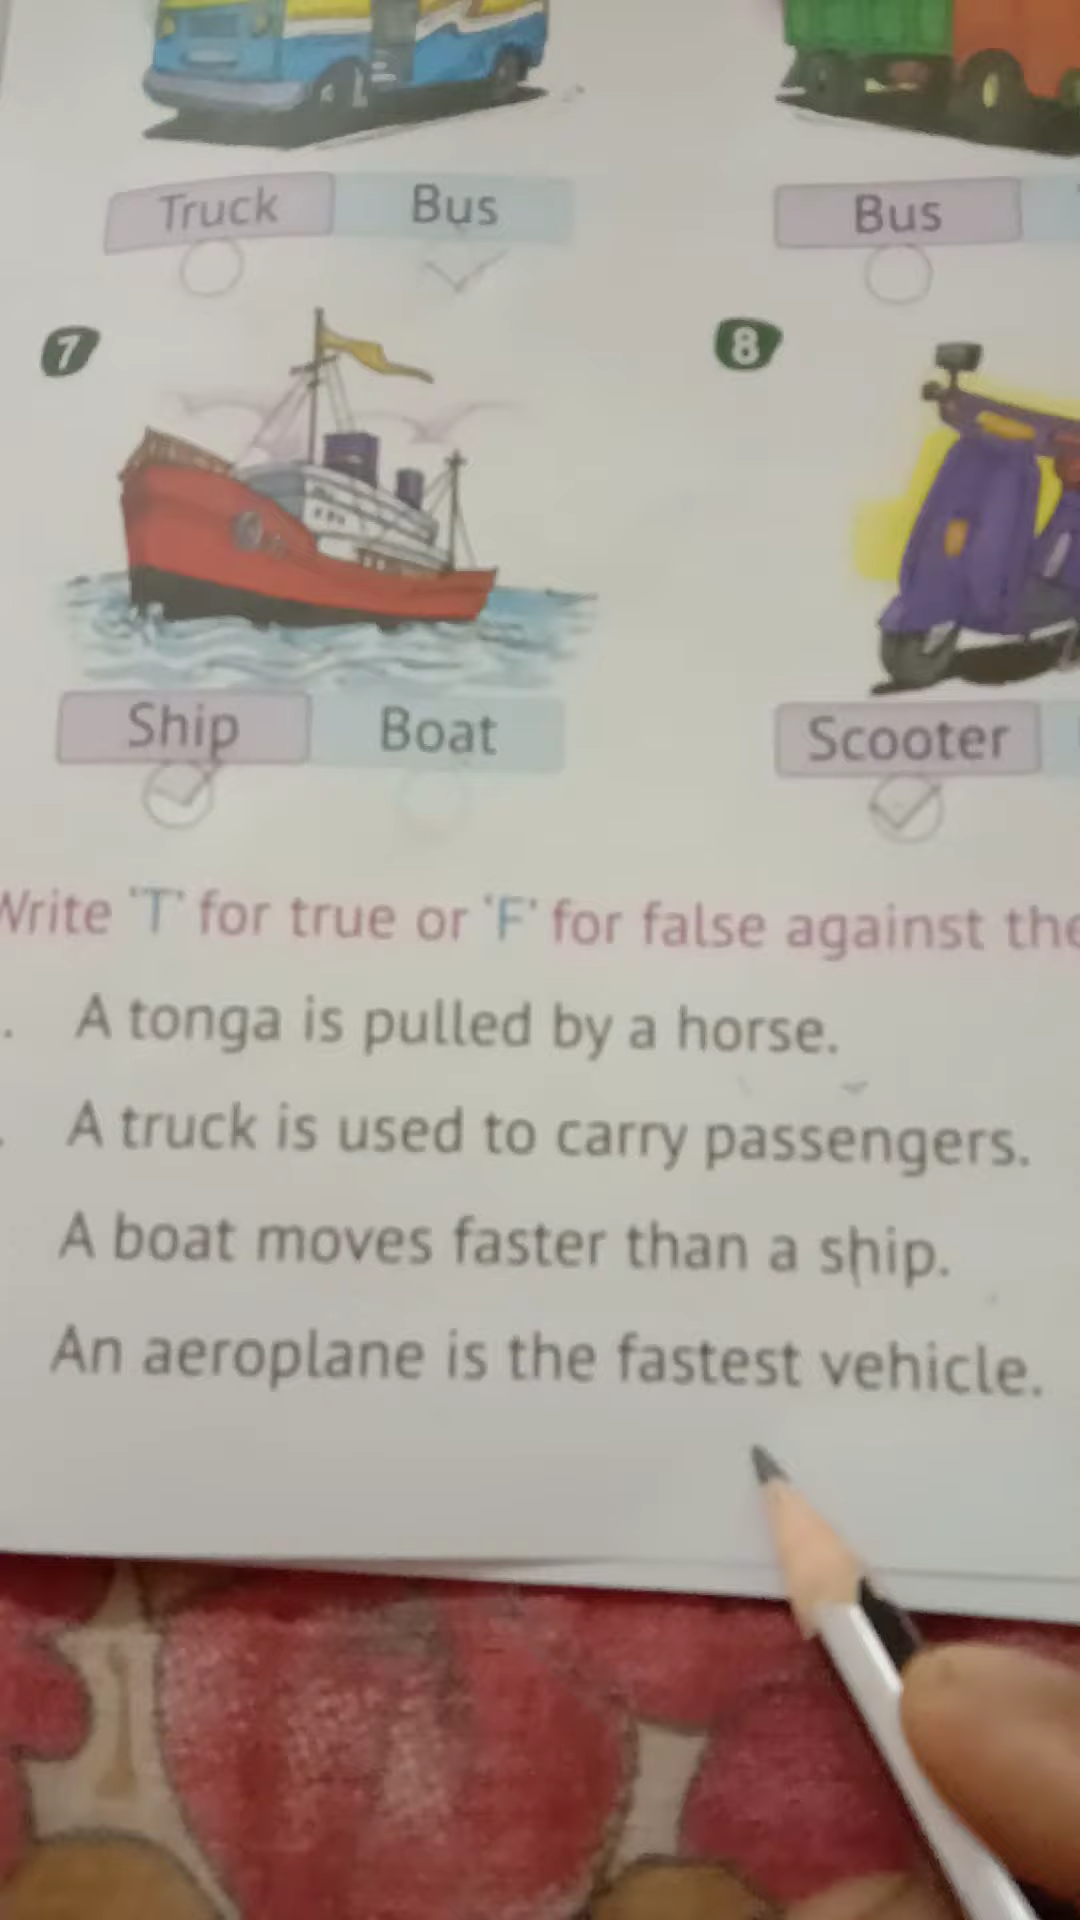 Truck Bus Bus
7 8
Ship Boat Scooter
Write 'T' for true or 'F' for false against the
. A tonga is pulled by a horse.
. A truck is used to carry passengers.
A boat moves faster than a ship.
An aeroplane is the fastest vehicle.